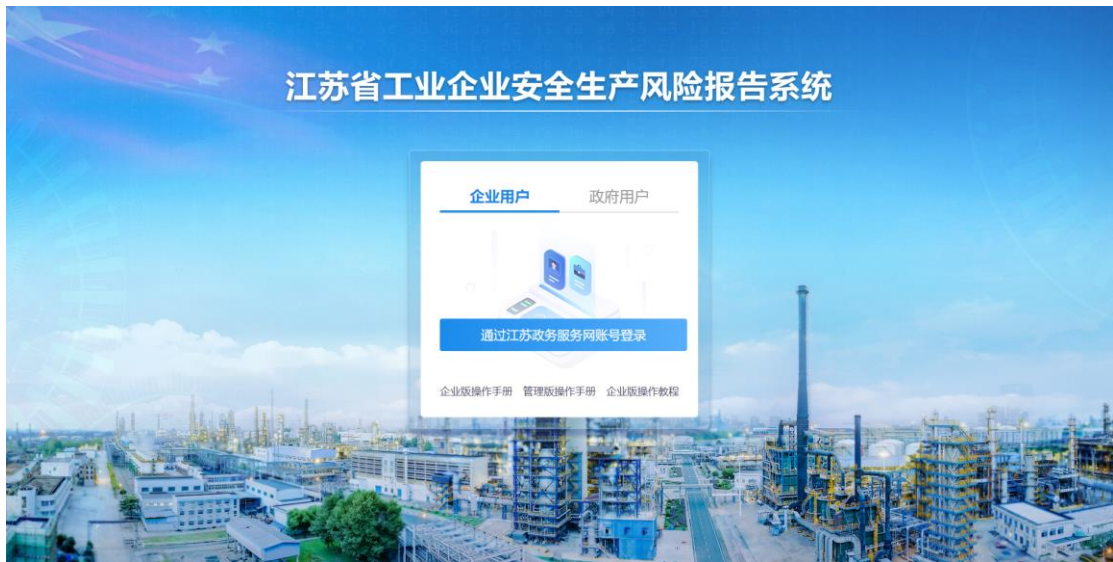 江苏省工业企业安全生产风险报告系统
企业用户 政府用户
通过江苏政务服务网账号登录
企业版操作手册 管理版操作手册 企业版操作教程